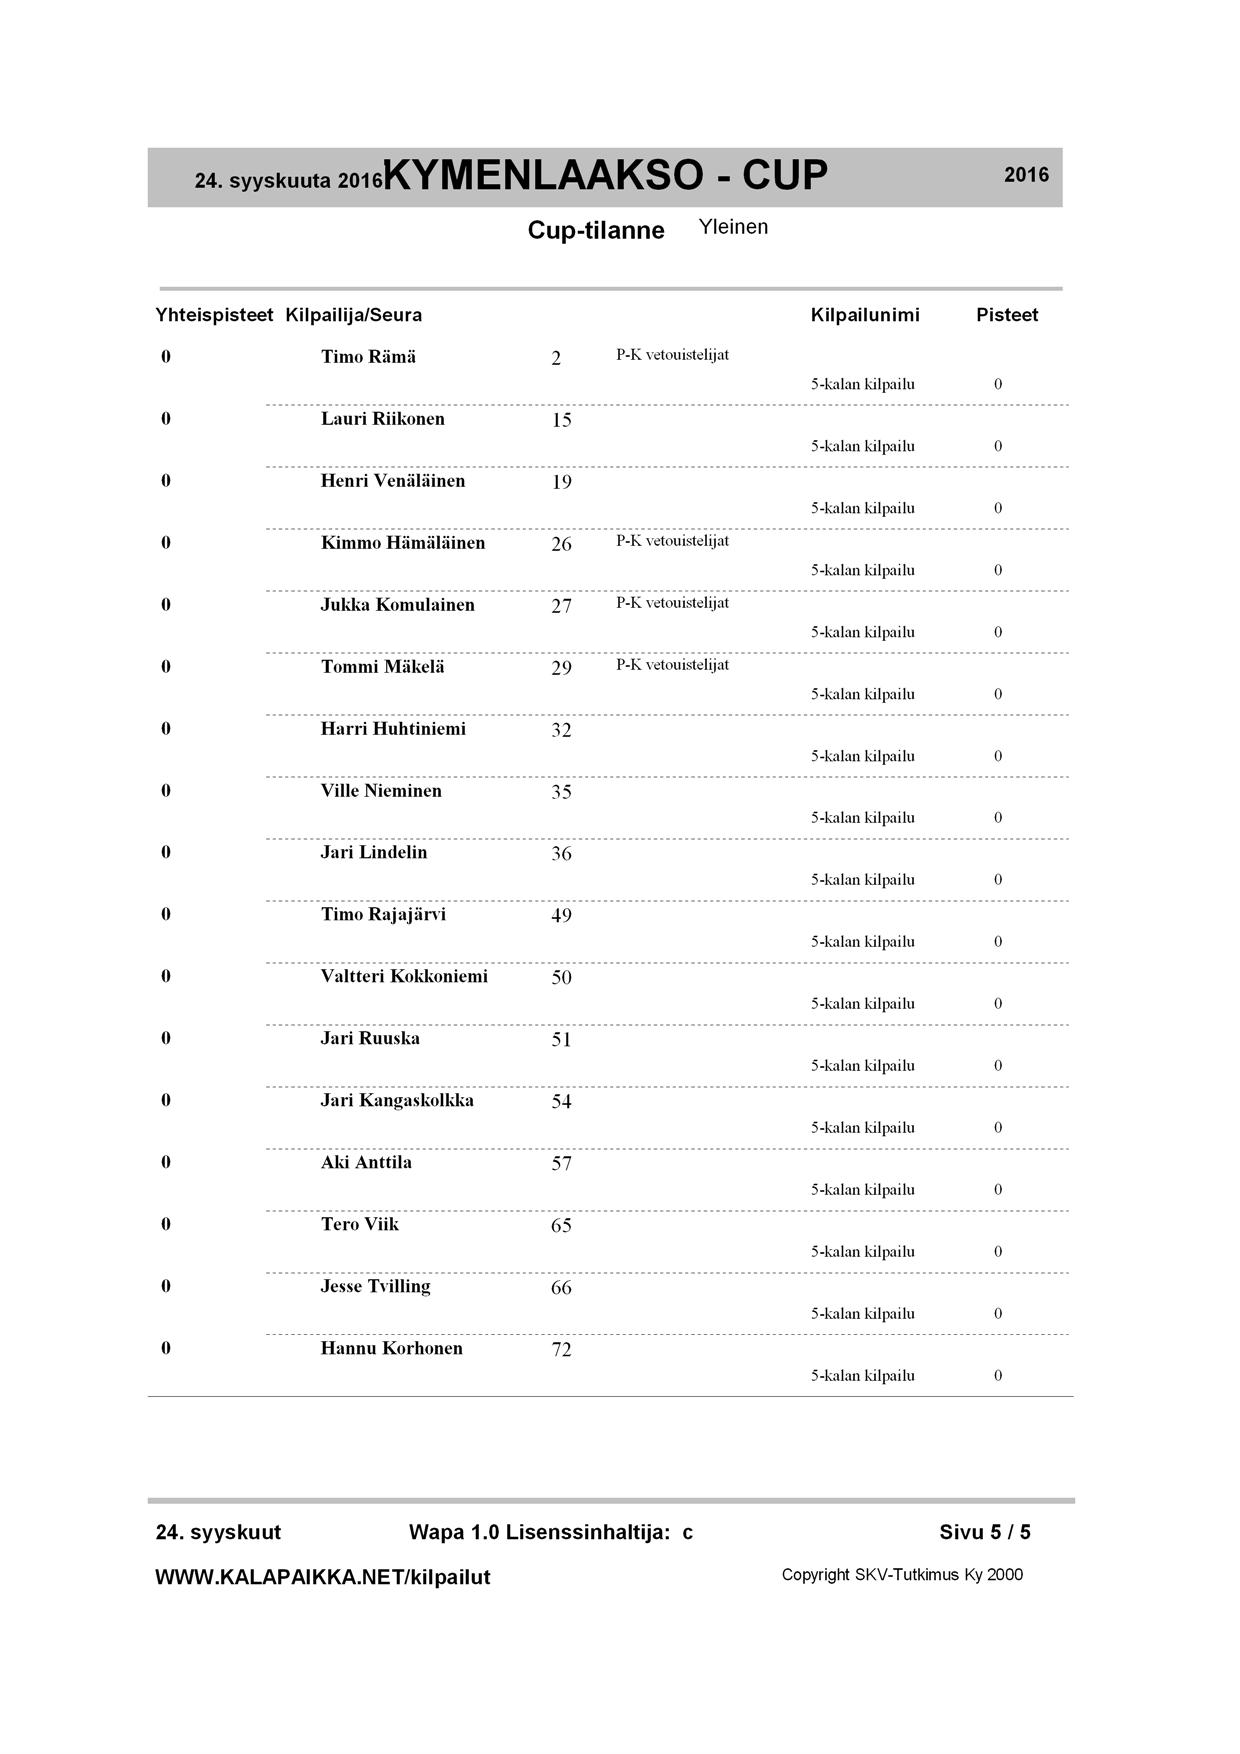 24. syyskuuta 2016 KYMENLAAKSO - CUP 2016
Cup-tilanne Yleinen
Yhteispisteet Kilpailija/Seura Kilpailunimi Pisteet
0 Timo Rämä 2 P-K vetouistelijat
5-kalan kilpailu 0
0 Lauri Riikonen 15
5-kalan kilpailu 0
0 Henri Venäläinen 19
5-kalan kilpailu 0
0 Kimmo Hämäläinen 26 P-K vetouistelijat
5-kalan kilpailu 0
0 Jukka Komulainen 27 P-K vetouistelijat
5-kalan kilpailu 0
0 Tommi Mäkelä 29 P-K vetouistelijat
5-kalan kilpailu 0
0 Harri Huhtiniemi 32
5-kalan kilpailu 0
0 Ville Nieminen 35
5-kalan kilpailu 0
0 Jari Lindelin 36
5-kalan kilpailu 0
0 Timo Rajajärvi 49
5-kalan kilpailu 0
0 Valtteri Kokkoniemi 50
5-kalan kilpailu 0
0 Jari Ruuska 51
5-kalan kilpailu 0
0 Jari Kangaskolkka 54
5-kalan kilpailu 0
0 Aki Anttila 57
5-kalan kilpailu 0
0 Tero Viik 65
5-kalan kilpailu 0
0 Jesse Tvilling 66
5-kalan kilpailu 0
0 Hannu Korhonen 72
5-kalan kilpailu 0
24. syyskuut Wapa 1.0 Lisenssinhaltija: c Sivu 5 / 5
WWW.KALAPAIKKA.NET/kilpailut Copyright SKV-Tutkimus Ky 2000